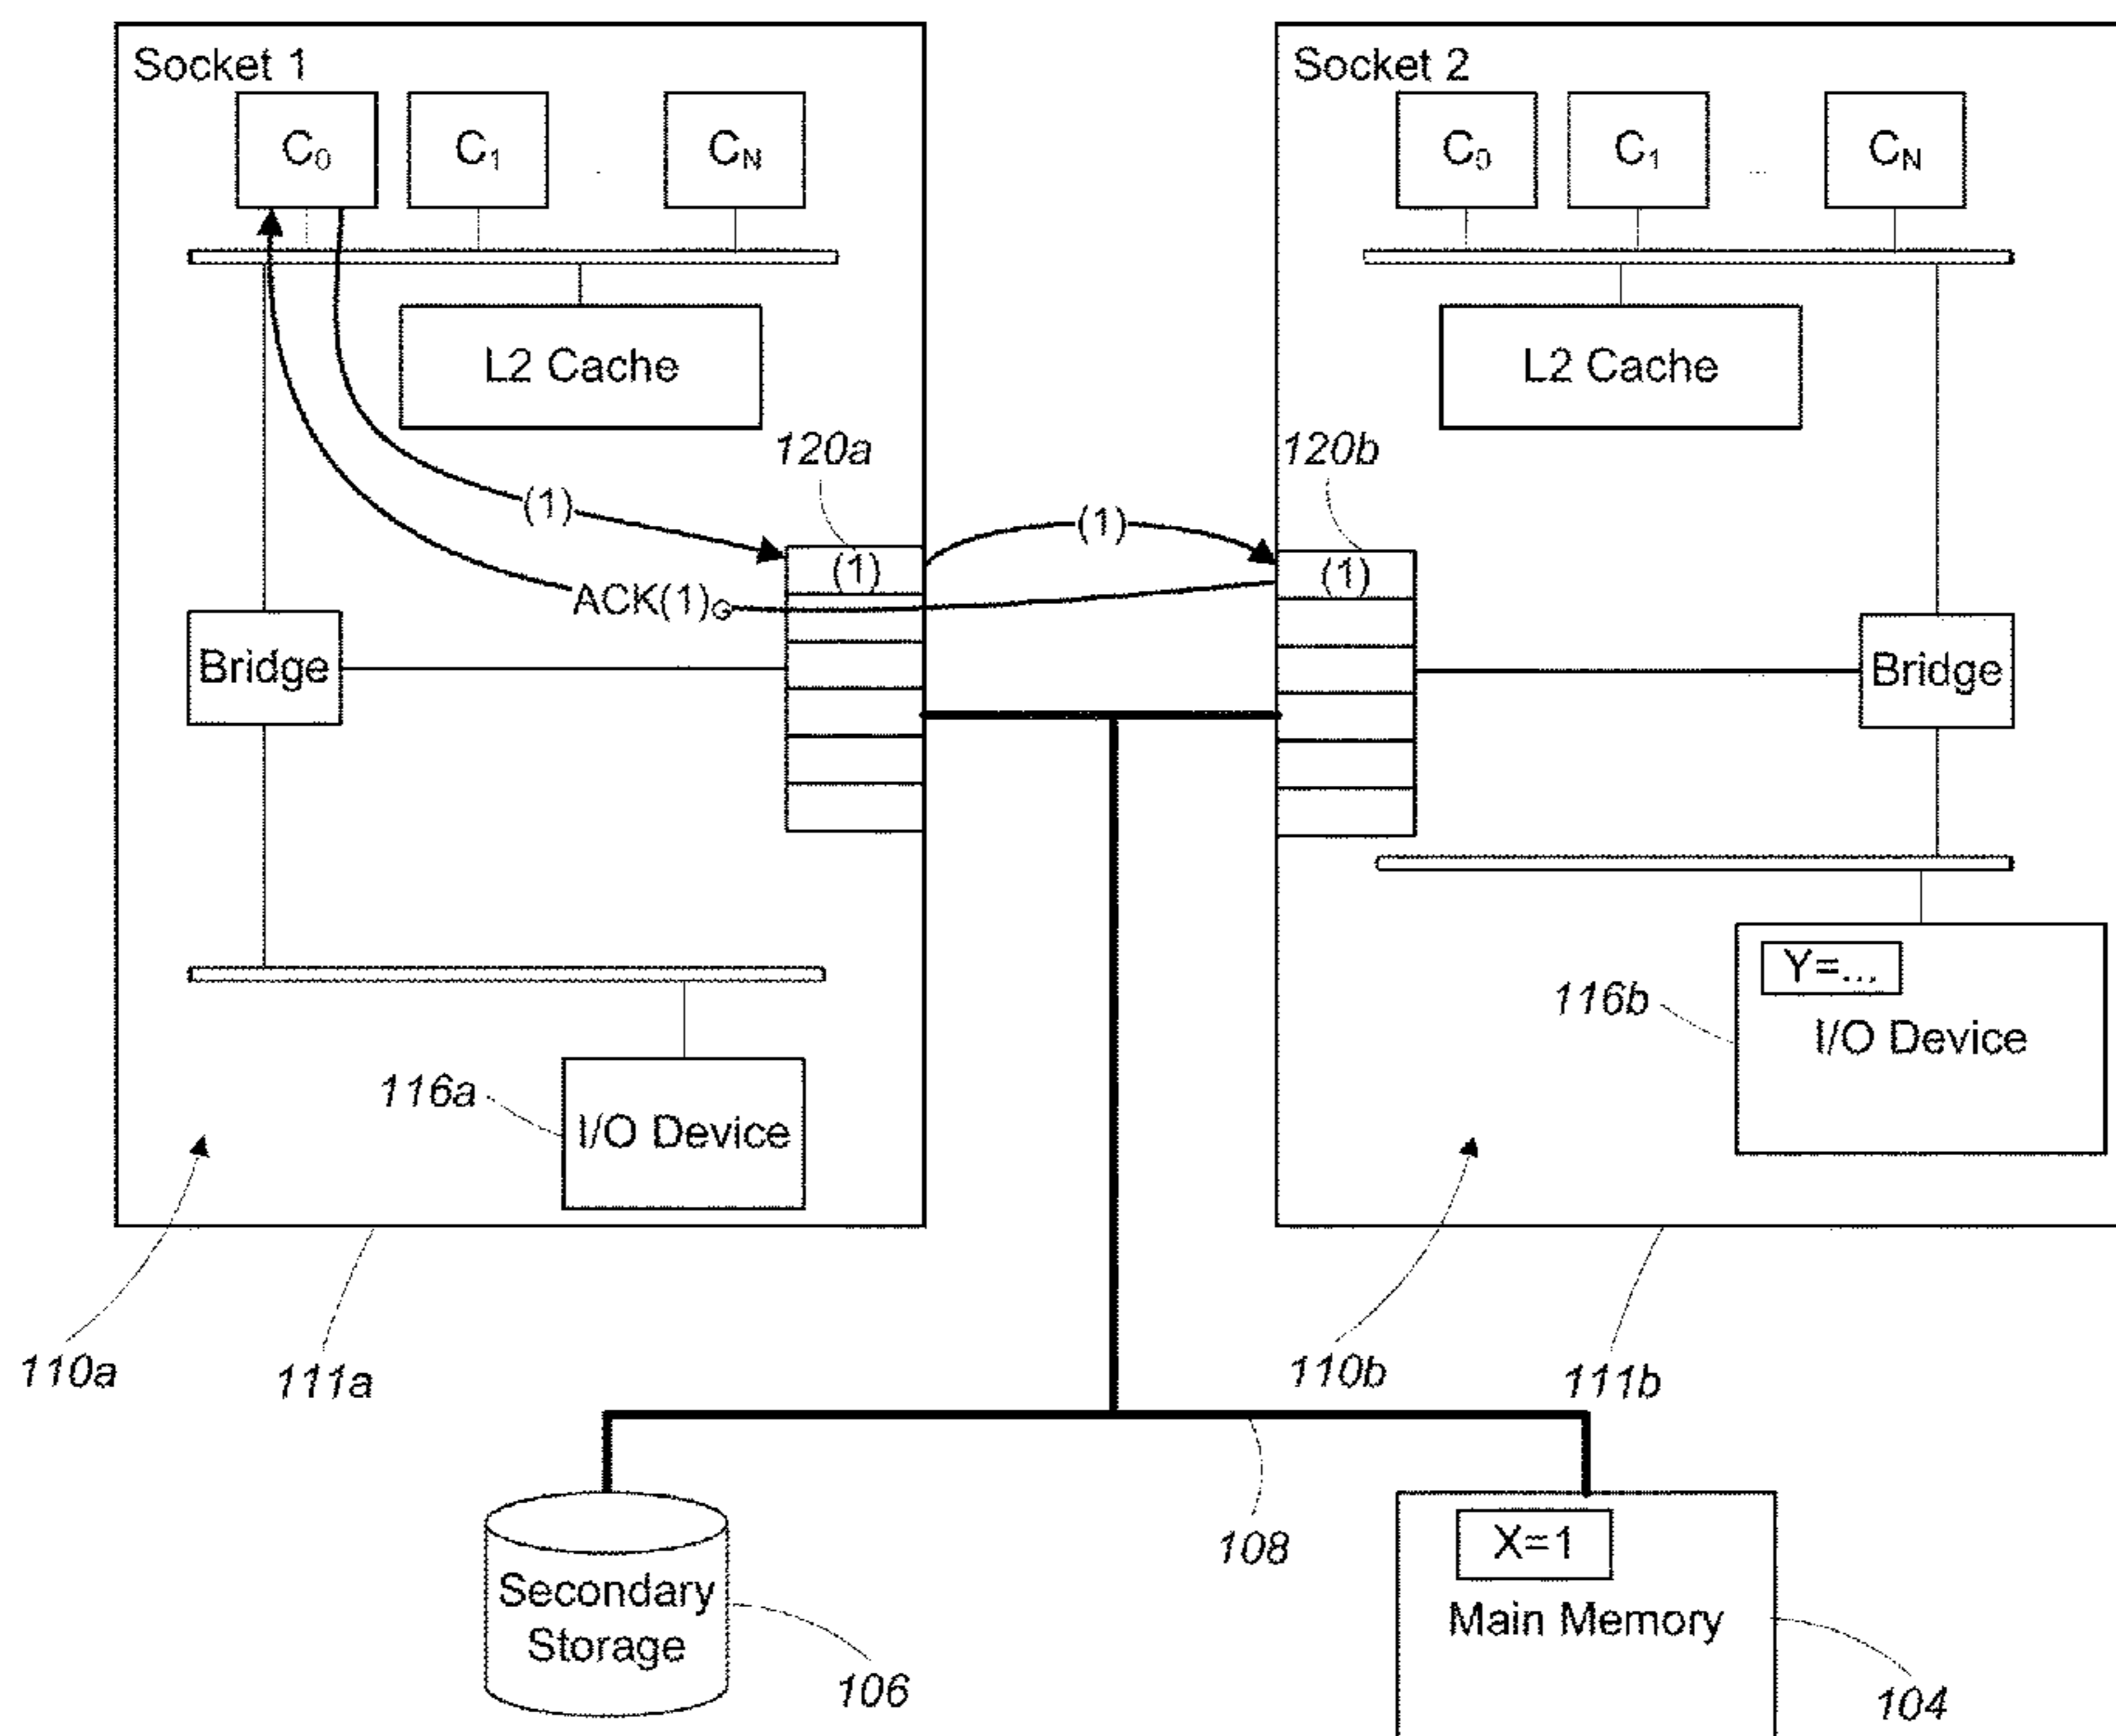 Socket 1
C0
C1
CN
L2 Cache
120a
(1)
(1)
ACK(1)G
Bridge
116a
I/O Device
110a
111a
(1)
Socket 2
C0
C1
...
CN
L2 Cache
120b
(1)
Bridge
Y=...
116b
I/O Device
110b
111b
108
Secondary
Storage
106
X=1
Main Memory
104